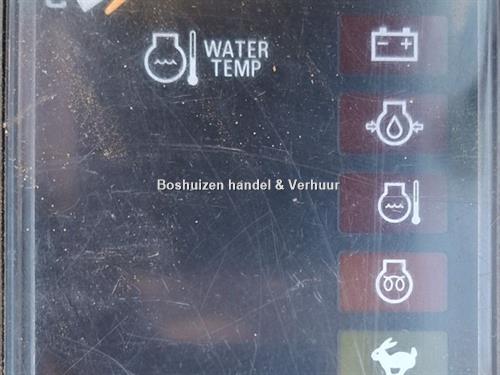 WATER
TEMP
Boshuizen handel & Verhuur